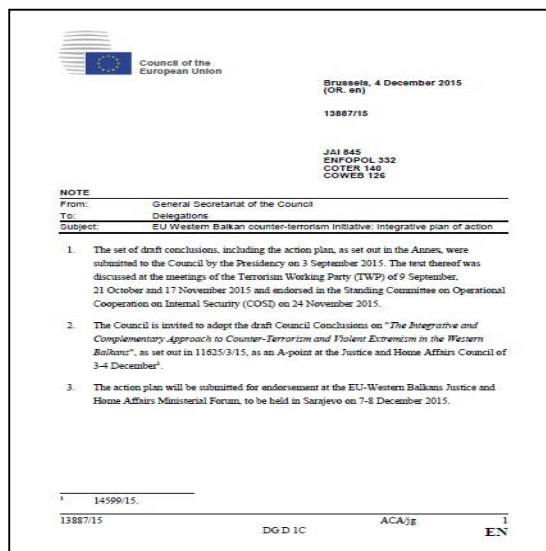 Council of the
European Union
Brussels, 4 December 2015
(OR. en)
13887/15
JAI 845
ENFOPOL 332
COTER 140
COWEB 126
NOTE
From: General Secretariat of the Council
To: Delegations
Subject: EU Western Balkan counter-terrorism initiative: integrative plan of action
1. The set of draft conclusions, including the action plan, as set out in the Annex, were
submitted to the Council by the Presidency on 3 September 2015. The text thereof was
discussed at the meetings of the Terrorism Working Party (TWP) of 9 September,
21 October and 17 November 2015 and endorsed in the Standing Committee on Operational
Cooperation on Internal Security (COSI) on 24 November 2015.
2. The Council is invited to adopt the draft Council Conclusions on "The Integrative and
Complementary Approach to Counter-Terrorism and Violent Extremism in the Western
Balkans", as set out in 11625/3/15, as an A-point at the Justice and Home Affairs Council of
3-4 December¹.
3. The action plan will be submitted for endorsement at the EU-Western Balkans Justice and
Home Affairs Ministerial Forum, to be held in Sarajevo on 7-8 December 2015.
¹ 14599/15.
13887/15 ACA/jg 1
DG D 1C EN